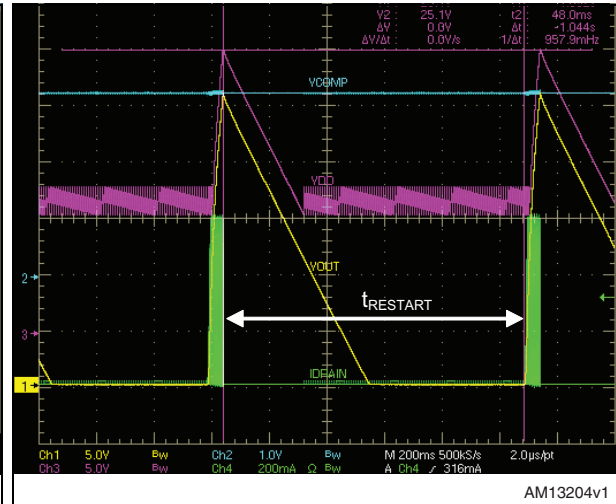 Y2 : 25.1V t2 : 48.0ms
ΔY : 0.0V Δt : -1.044s
ΔY/Δt : 0.0V/s 1/Δt : 957.9mHz
VCOMP
VDD
VOUT
tRESTART
IDRAIN
2
3
1
Ch1 5.0V Bw Ch2 1.0V Bw M 200ms 500kS/s 2.0µs/pt
Ch3 5.0V Bw Ch4 200mA Ω Bw A Ch4 / 316mA
AM13204v1